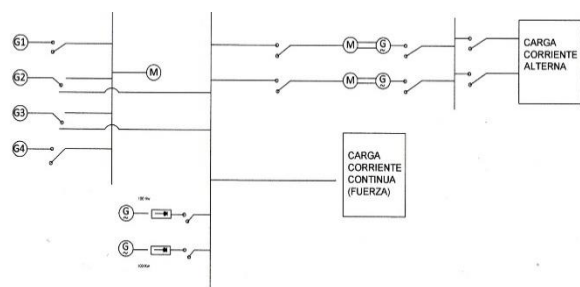 G1
G2
G3
G4
M
M
G
~
M
G
~
CARGA
CORRIENTE
ALTERNA
CARGA
CORRIENTE
CONTINUA
(FUERZA)
G
~
G
~